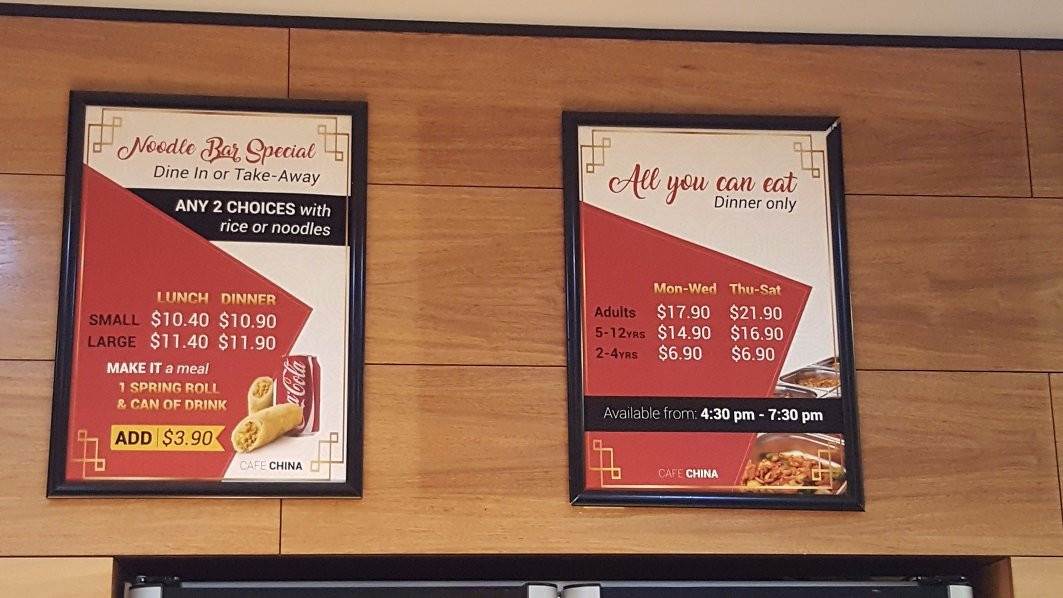 Noodle Bar Special
Dine In or Take-Away
ANY 2 CHOICES with
rice or noodles
LUNCH DINNER
SMALL $10.40 $10.90
LARGE $11.40 $11.90
MAKE IT a meal
1 SPRING ROLL
& CAN OF DRINK
ADD $3.90
Coca-Cola
CAFE CHINA
All you can eat
Dinner only
Mon-Wed Thu-Sat
Adults $17.90 $21.90
5-12YRS $14.90 $16.90
2-4YRS $6.90 $6.90
Available from: 4:30 pm - 7:30 pm
CAFE CHINA